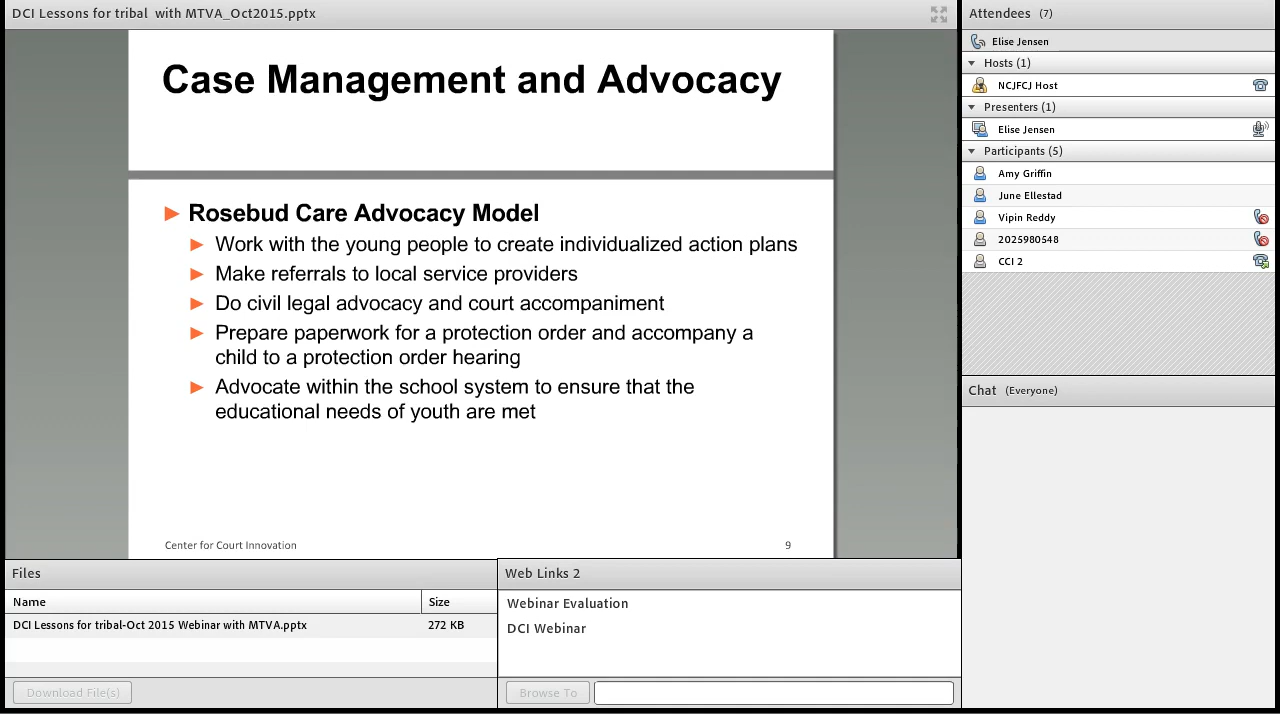 DCI Lessons for tribal with MTVA_Oct2015.pptx
Case Management and Advocacy
Rosebud Care Advocacy Model
Work with the young people to create individualized action plans
Make referrals to local service providers
Do civil legal advocacy and court accompaniment
Prepare paperwork for a protection order and accompany a
child to a protection order hearing
Advocate within the school system to ensure that the
educational needs of youth are met
Center for Court Innovation 9
Files
Name Size
DCI Lessons for tribal-Oct 2015 Webinar with MTVA.pptx 272 KB
Download File(s)
Web Links 2
Webinar Evaluation
DCI Webinar
Browse To
Attendees (7)
Elise Jensen
Hosts (1)
NCJFCJ Host
Presenters (1)
Elise Jensen
Participants (5)
Amy Griffin
June Ellestad
Vipin Reddy
2025980548
CCI 2
Chat (Everyone)